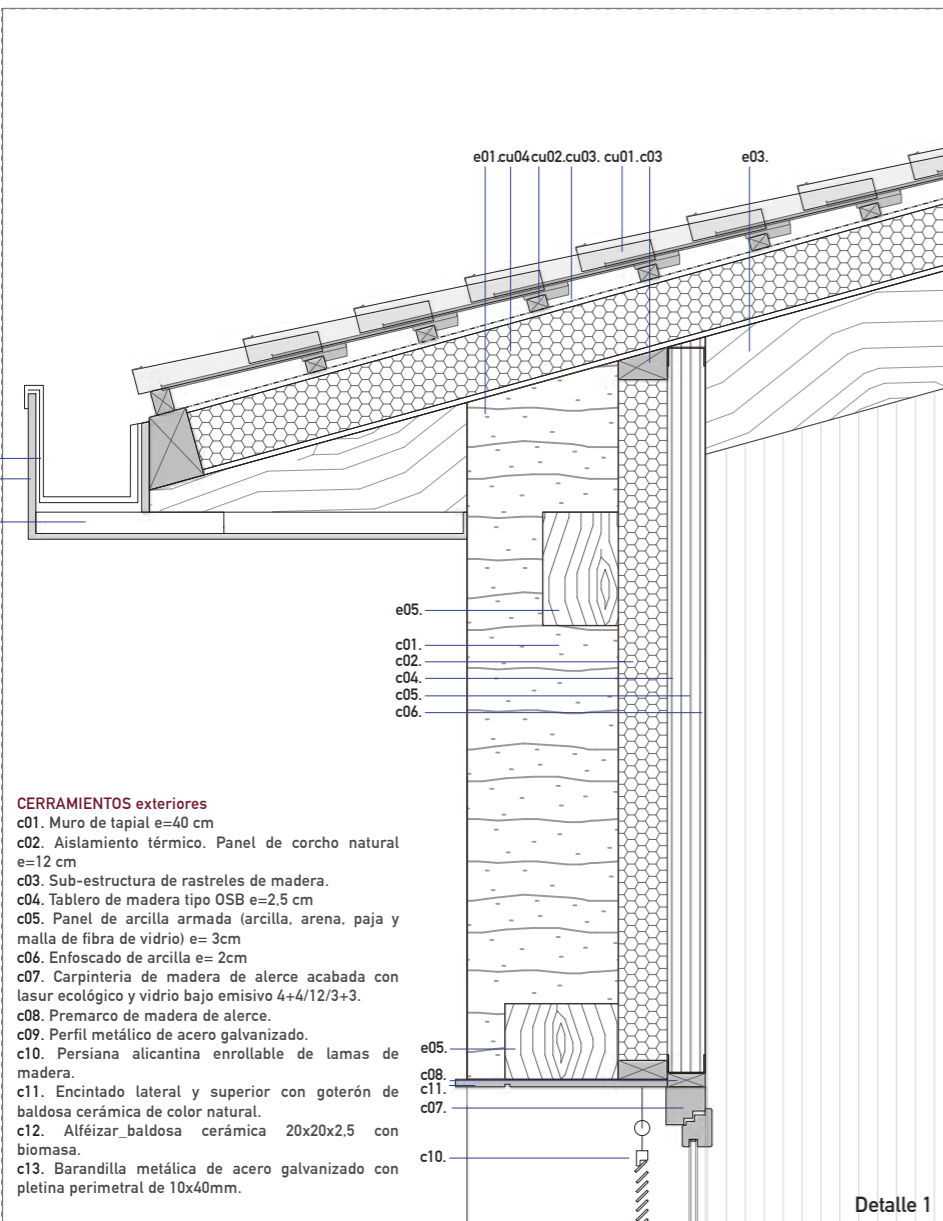 e01.cu04cu02.cu03. cu01.c03
e03.
e05.
c01.
c02.
c04.
c05.
c06.
CERRAMIENTOS exteriores
c01. Muro de tapial e=40 cm
c02. Aislamiento térmico. Panel de corcho natural
e=12 cm
c03. Sub-estructura de rastreles de madera.
c04. Tablero de madera tipo OSB e=2,5 cm
c05. Panel de arcilla armada (arcilla, arena, paja y
malla de fibra de vidrio) e= 3cm
c06. Enfoscado de arcilla e= 2cm
c07. Carpinteria de madera de alerce acabada con
lasur ecológico y vidrio bajo emisivo 4+4/12/3+3.
c08. Premarco de madera de alerce.
c09. Perfil metálico de acero galvanizado.
c10. Persiana alicantina enrollable de lamas de
madera.
c11. Encintado lateral y superior con goterón de
baldosa cerámica de color natural.
c12. Alféizar_baldosa cerámica 20x20x2,5 con
biomasa.
c13. Barandilla metálica de acero galvanizado con
pletina perimetral de 10x40mm.
e05.
c08.
c11.
c07.
c10.
Detalle 1